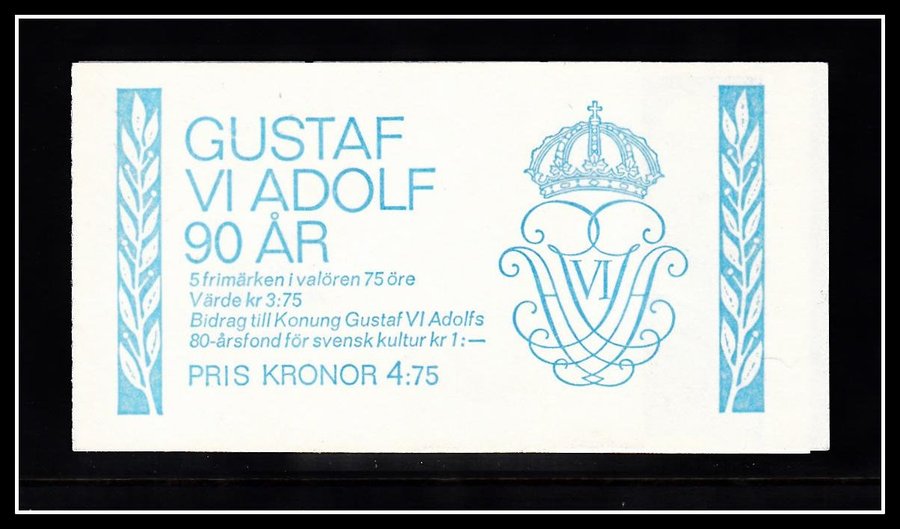 GUSTAF
VI ADOLF
90 ÅR
5 frimärken i valören 75 öre
Värde kr 3:75
Bidrag till Konung Gustaf VI Adolfs
80-årsfond för svensk kultur kr 1:—
PRIS KRONOR 4:75
VI